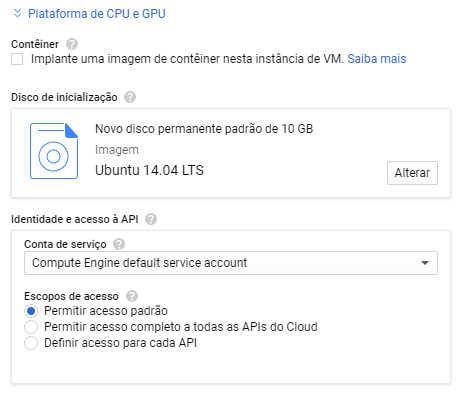 Plataforma de CPU e GPU
Contêiner
Implante uma imagem de contêiner nesta instância de VM. Saiba mais
Disco de inicialização
Novo disco permanente padrão de 10 GB
Imagem
Ubuntu 14.04 LTS
Alterar
Identidade e acesso à API
Conta de serviço
Compute Engine default service account
Escopos de acesso
Permitir acesso padrão
Permitir acesso completo a todas as APIs do Cloud
Definir acesso para cada API